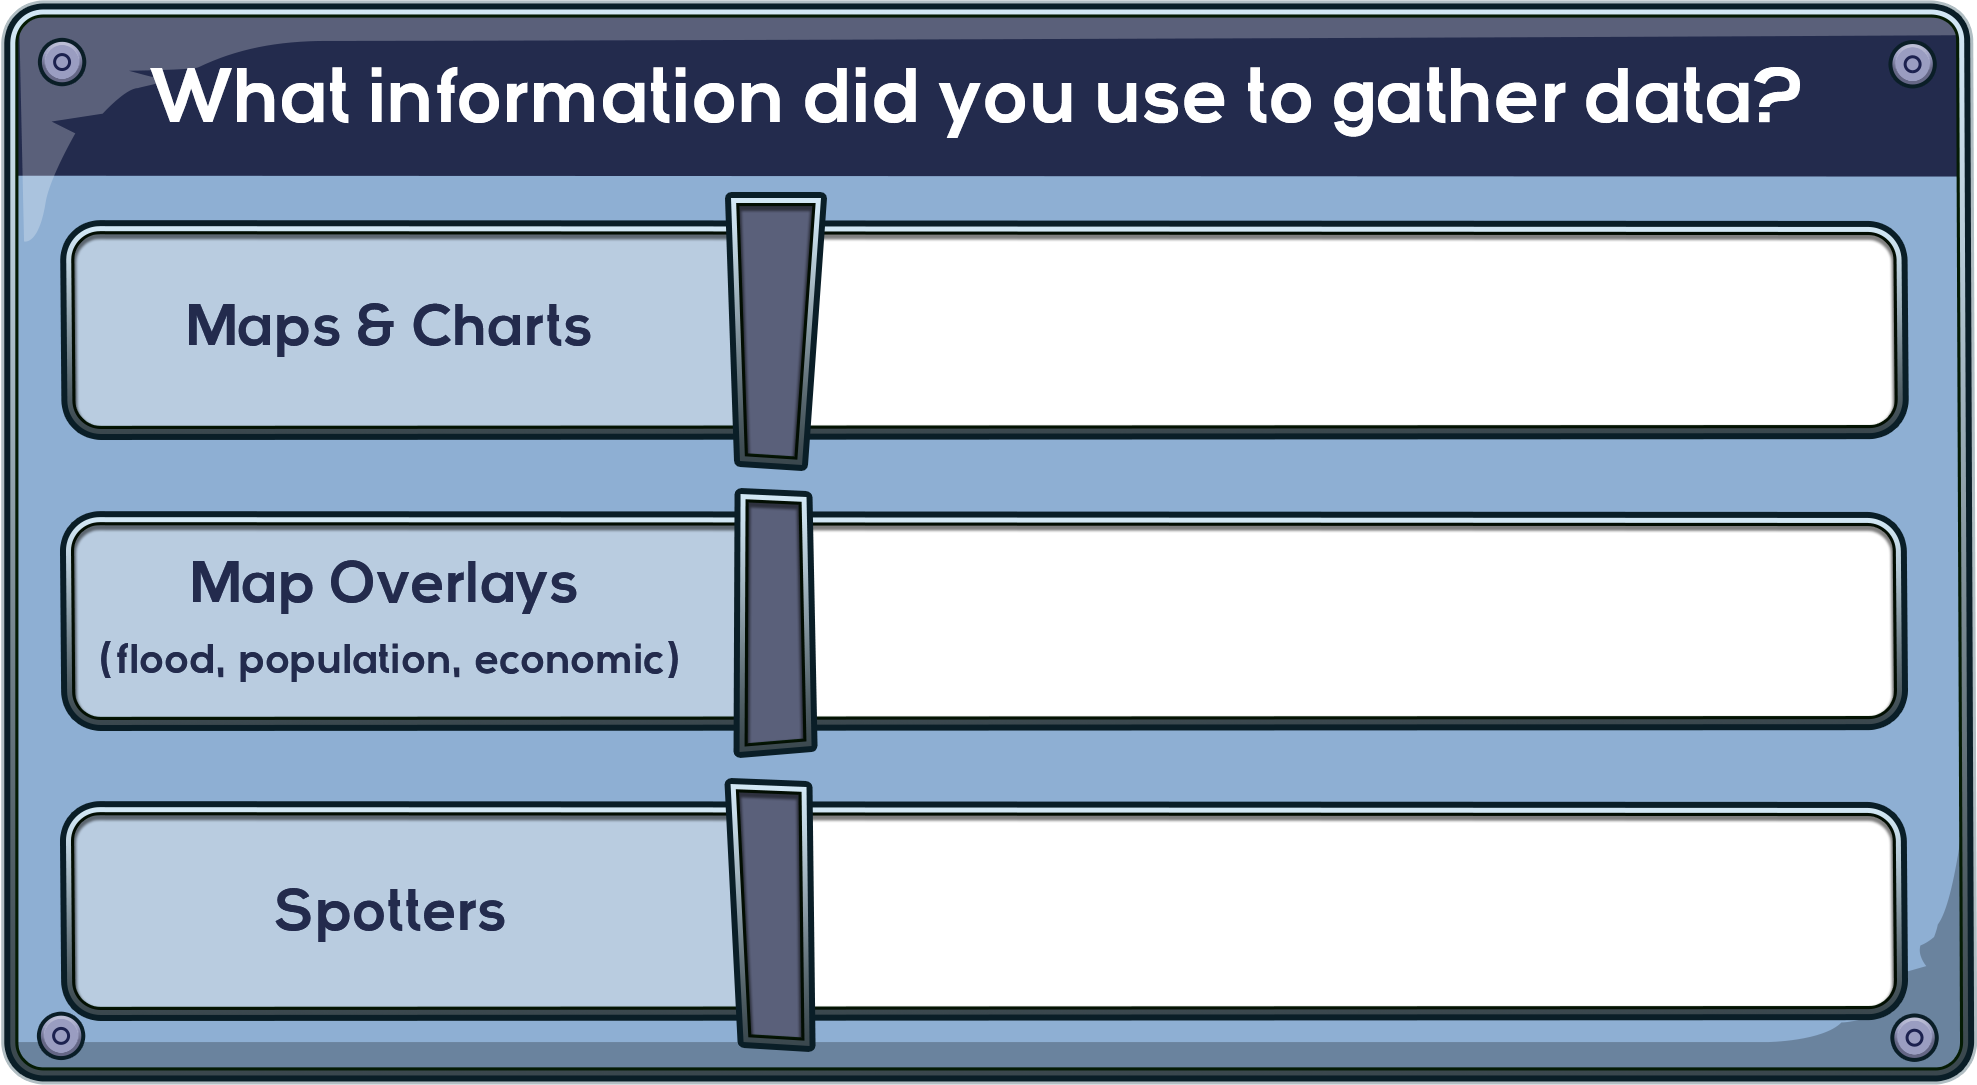 What information did you use to gather data?
Maps & Charts
Map Overlays
(flood, population, economic)
Spotters